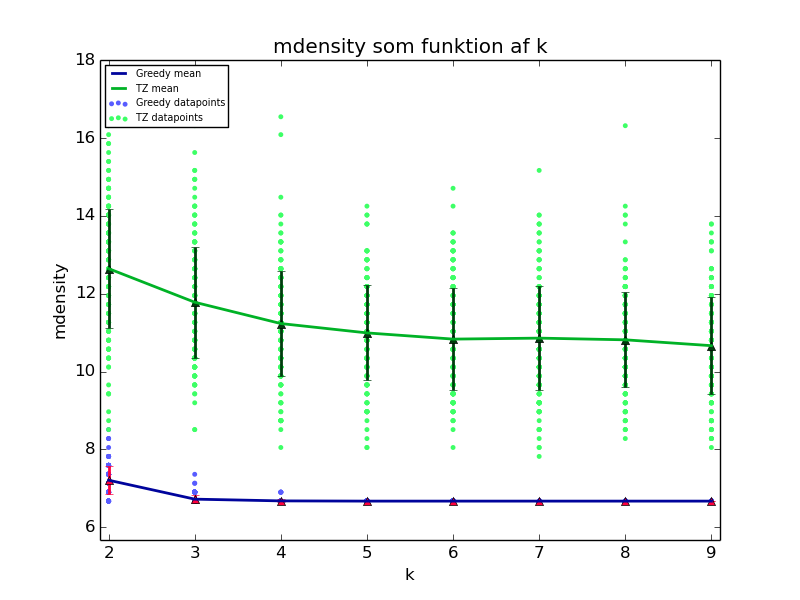 mdensity som funktion af k
18
Greedy mean
TZ mean
Greedy datapoints
TZ datapoints
16
14
12
10
8
6
mdensity
2 3 4 5 6 7 8 9
k